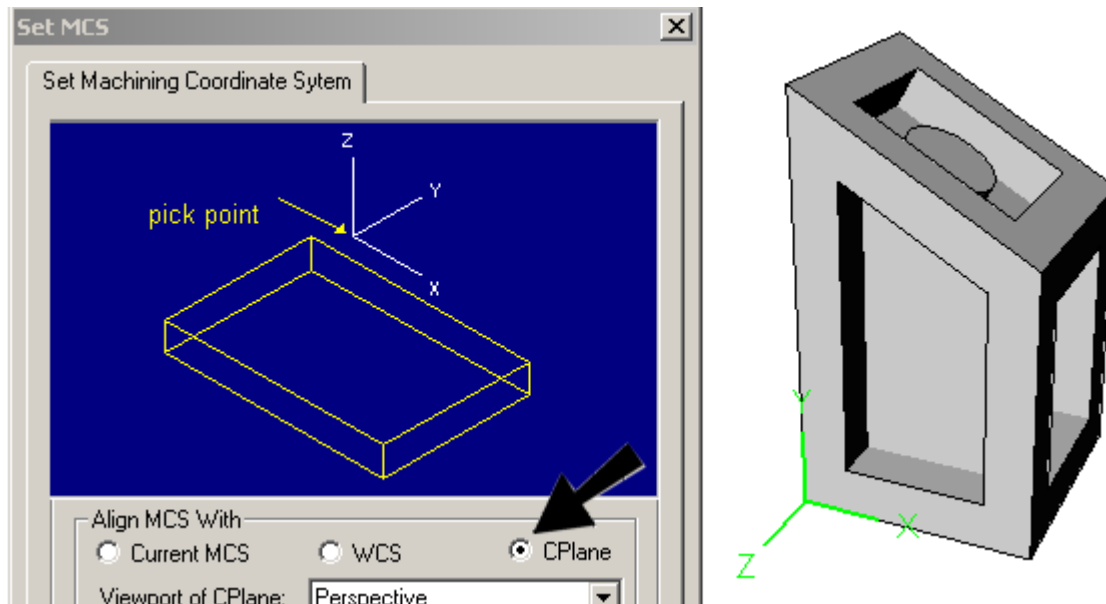 Set MCS
Set Machining Coordinate Sytem
Z
Y
pick point
X
Align MCS With
Current MCS
WCS
CPlane
Viewport of CPlane: Perspective
Y
X
Z